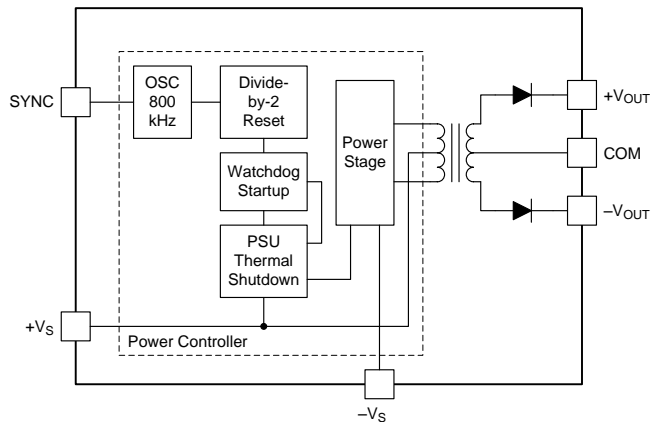 SYNC
OSC
800
kHz
Divide-
by-2
Reset
Watchdog
Startup
PSU
Thermal
Shutdown
Power
Stage
+VOUT
COM
–VOUT
+VS
Power Controller
–VS